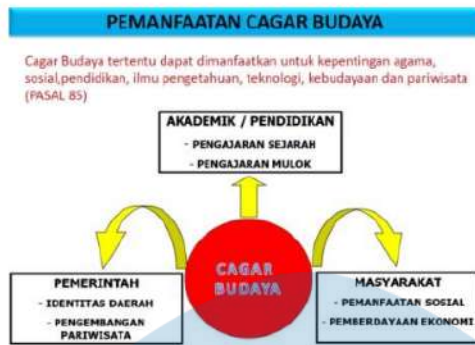 PEMANFAATAN CAGAR BUDAYA
Cagar Budaya tertentu dapat dimanfaatkan untuk kepentingan agama,
sosial,pendidikan, ilmu pengetahuan, teknologi, kebudayaan dan pariwisata
(PASAL 85)
AKADEMIK / PENDIDIKAN
- PENGAJARAN SEJARAH
- PENGAJARAN MULOK
CAGAR
BUDAYA
PEMERINTAH
- IDENTITAS DAERAH
- PENGEMBANGAN
PARIWISATA
MASYARAKAT
- PEMANFAATAN SOSIAL
- PEMBERDAYAAN EKONOMI